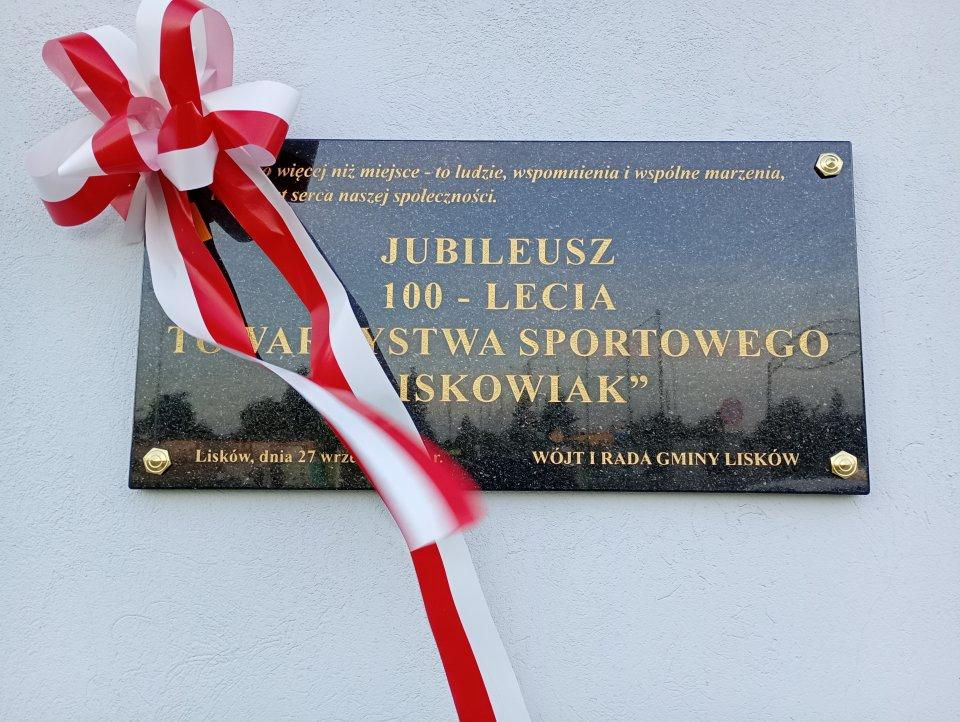 więcej niż miejsce - to ludzie, wspomnienia i wspólne marzenia,
serca naszej społeczności.
JUBILEUSZ
100 - LECIA
TOWARZYSTWA SPORTOWEGO
ISKOWIAK”
Lisków, dnia 27 r.
WÓJT I RADA GMINY LISKÓW